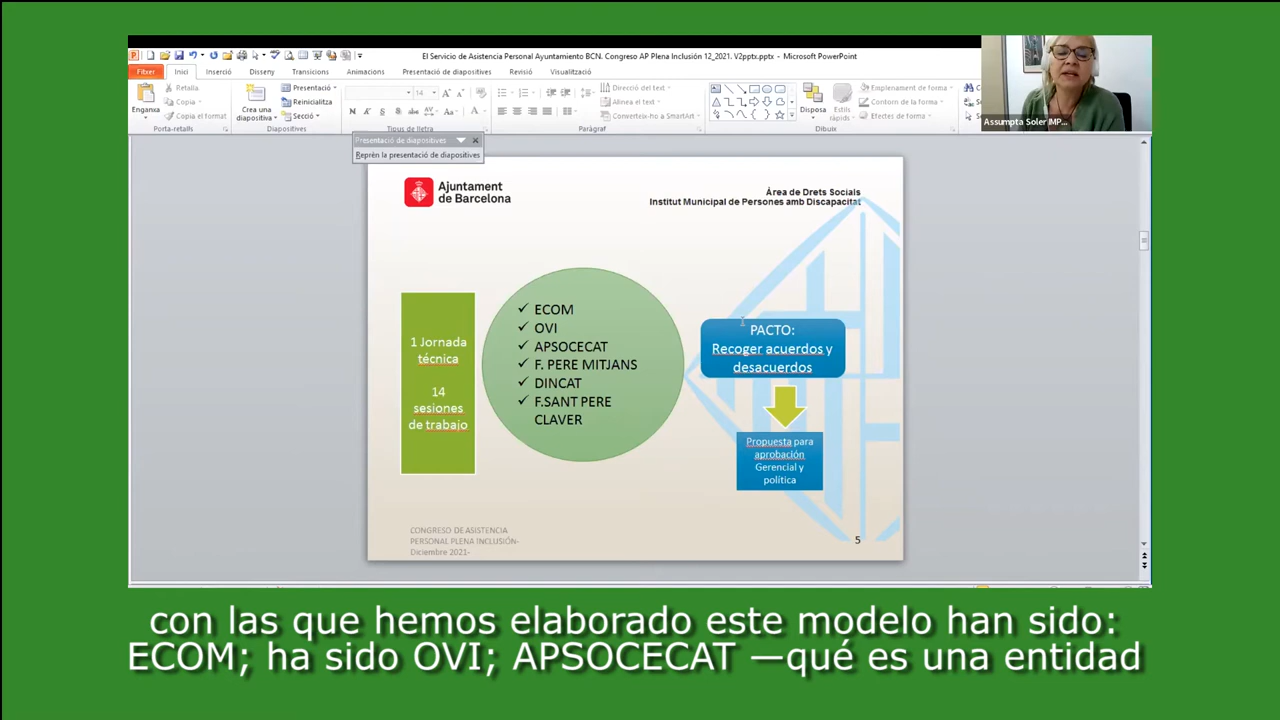 El Servicio de Asistencia Personal Ayuntamiento BCN. Congreso AP Plena Inclusión 12_2021. V2pptx.pptx - Microsoft PowerPoint
Fitxer Inici Inserció Disseny Transicions Animacions Presentació de diapositives Revisió Visualització
Enganxa
Retalla
Copia
Copia el format
Porta-retalls
Crea una
diapositiva
Presentació
Reinicialitza
Secció
Diapositives
14
Tipus de lletra
Direcció del text
Alinea el text
Converteix-ho a SmartArt
Paràgraf
Disposa
Estils
ràpids
Emplenament de forma
Contorn de la forma
Efectes de forma
Dibuix
Assumpta Soler IMP...
Presentació de diapositives
Reprèn la presentació de diapositives
Ajuntament
de Barcelona
Àrea de Drets Socials
Institut Municipal de Persones amb Discapacitat
1 Jornada
técnica
14
sesiones
de trabajo
✓ ECOM
✓ OVI
✓ APSOCECAT
✓ F. PERE MITJANS
✓ DINCAT
✓ F.SANT PERE
CLAVER
PACTO:
Recoger acuerdos y
desacuerdos
Propuesta para
aprobación
Gerencial y
política
CONGRESO DE ASISTENCIA
PERSONAL PLENA INCLUSIÓN-
Diciembre 2021-
5
con las que hemos elaborado este modelo han sido:
ECOM; ha sido OVI; APSOCECAT —qué es una entidad